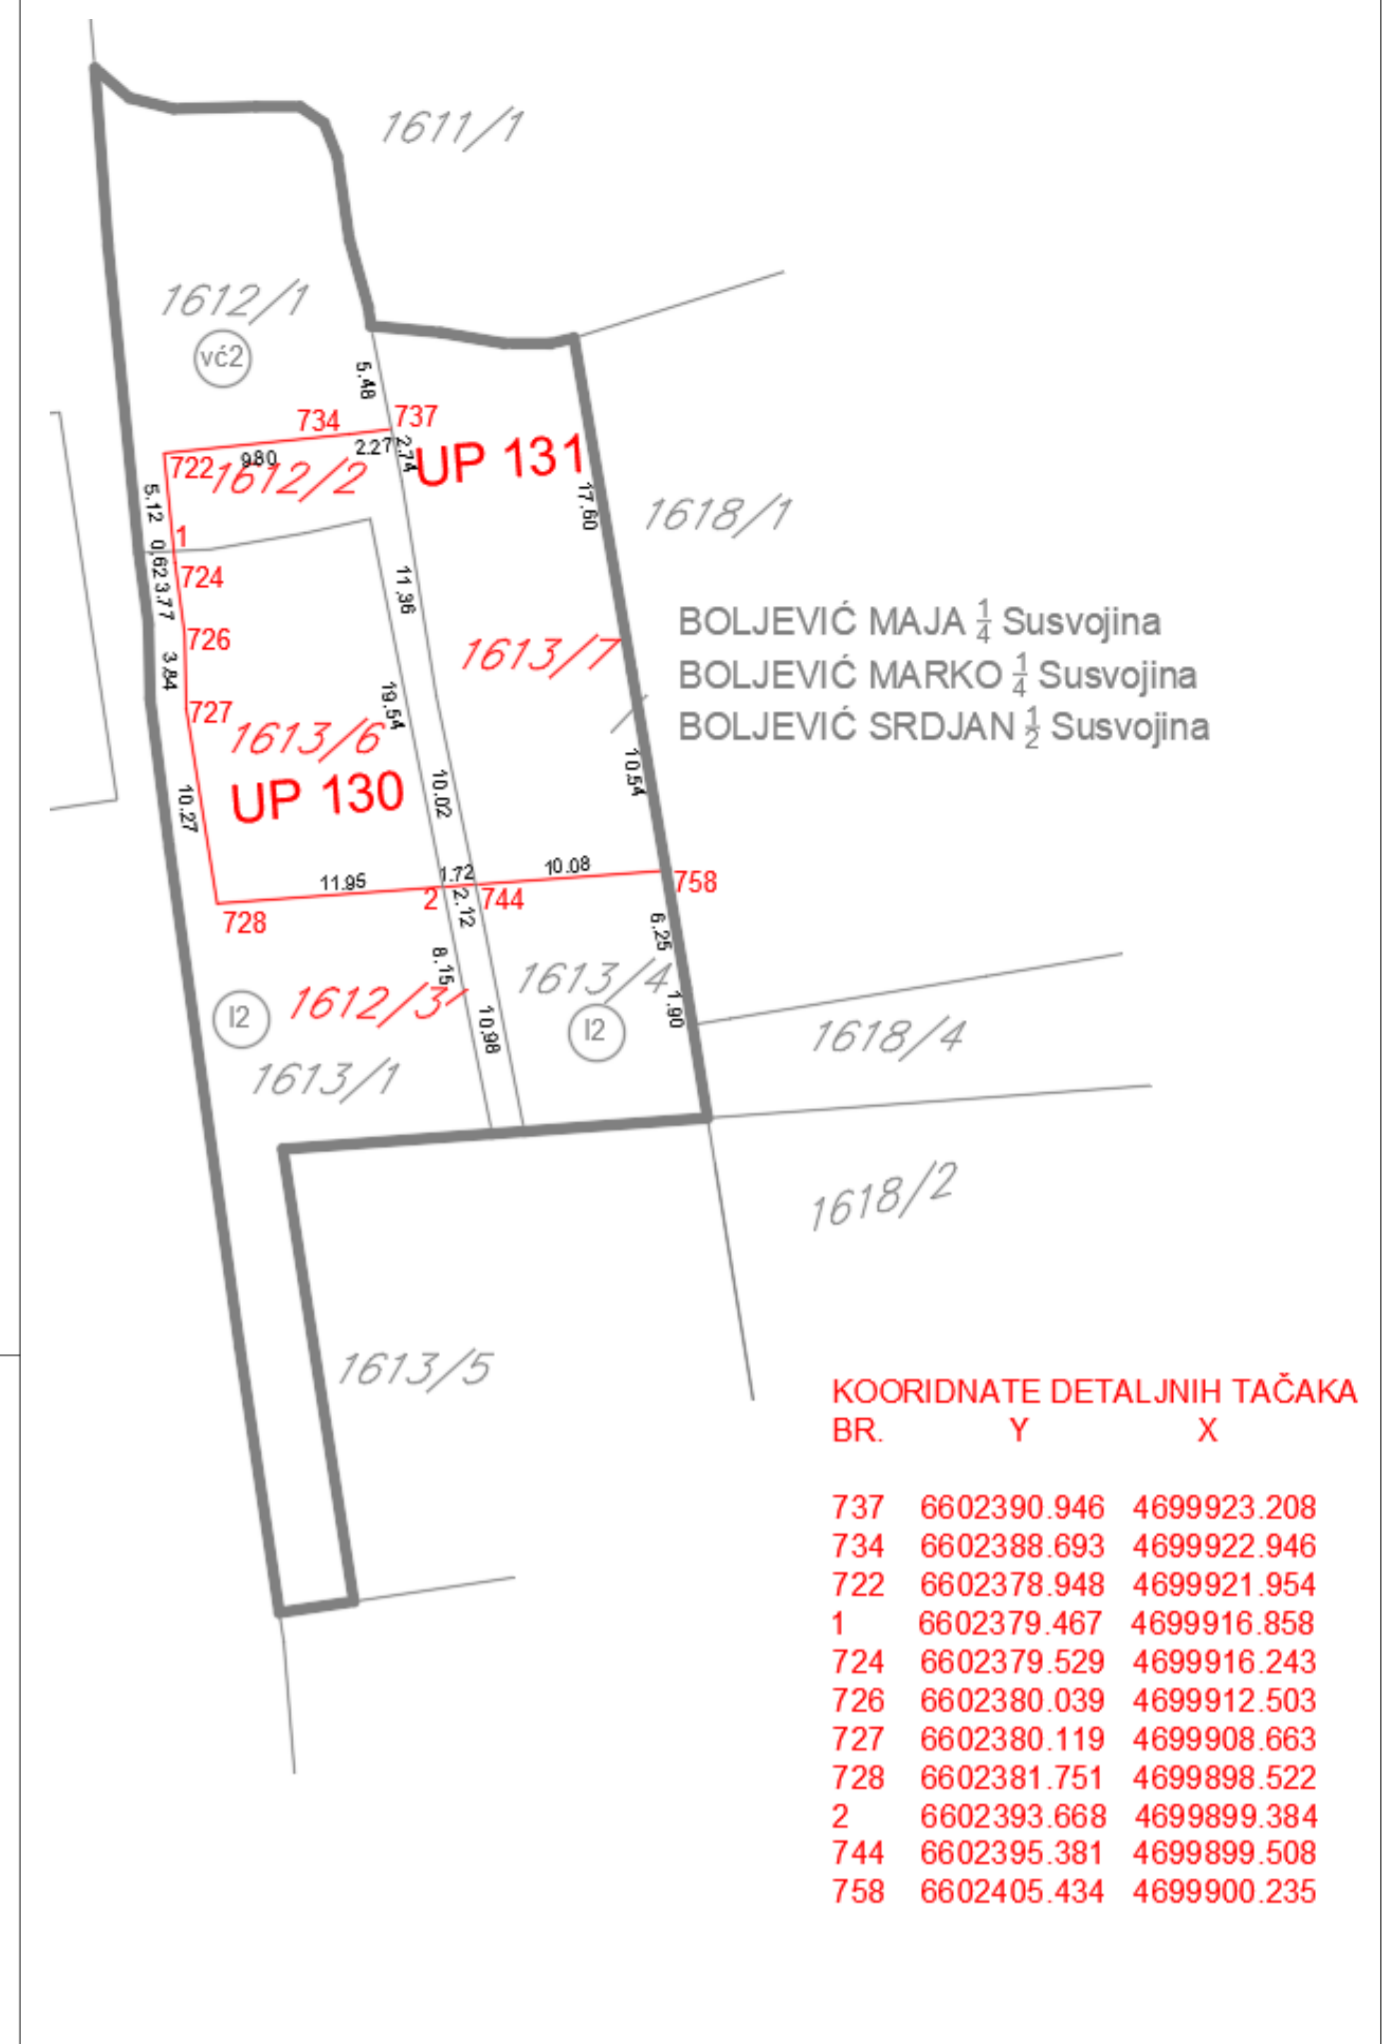 1611/1
1612/1
vć2
5.48
734
737
9.80
2.27
2.74
722
1612/2
UP 131
5.12
17.60
1618/1
1
0.62
724
3.77
11.36
BOLJEVIĆ MAJA 1/4 Susvojina
726
1613/7
3.84
BOLJEVIĆ MARKO 1/4 Susvojina
19.54
727
BOLJEVIĆ SRDJAN 1/2 Susvojina
1613/6
UP 130
10.54
10.27
10.02
11.95
1.72
10.08
758
2
2.12
744
728
6.25
8.15
1613/4
1612/3
1.90
I2
10.98
I2
1618/4
1613/1
1618/2
1613/5
KOORIDNATE DETALJNIH TAČAKA
BR. Y X
737 6602390.946 4699923.208
734 6602388.693 4699922.946
722 6602378.948 4699921.954
1 6602379.467 4699916.858
724 6602379.529 4699916.243
726 6602380.039 4699912.503
727 6602380.119 4699908.663
728 6602381.751 4699898.522
2 6602393.668 4699899.384
744 6602395.381 4699899.508
758 6602405.434 4699900.235